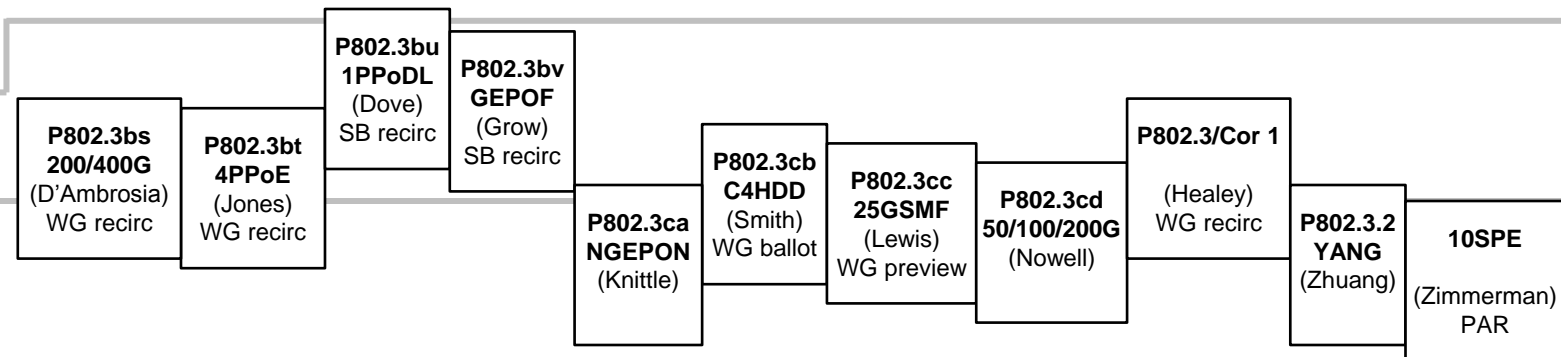 P802.3bs
200/400G
(D’Ambrosia)
WG recirc
P802.3bt
4PPoE
(Jones)
WG recirc
P802.3bu
1PPoDL
(Dove)
SB recirc
P802.3bv
GEPOF
(Grow)
SB recirc
P802.3ca
NGEPON
(Knittle)
P802.3cb
C4HDD
(Smith)
WG ballot
P802.3cc
25GSMF
(Lewis)
WG preview
P802.3cd
50/100/200G
(Nowell)
P802.3/Cor 1
(Healey)
WG recirc
P802.3.2
YANG
(Zhuang)
10SPE
(Zimmerman)
PAR